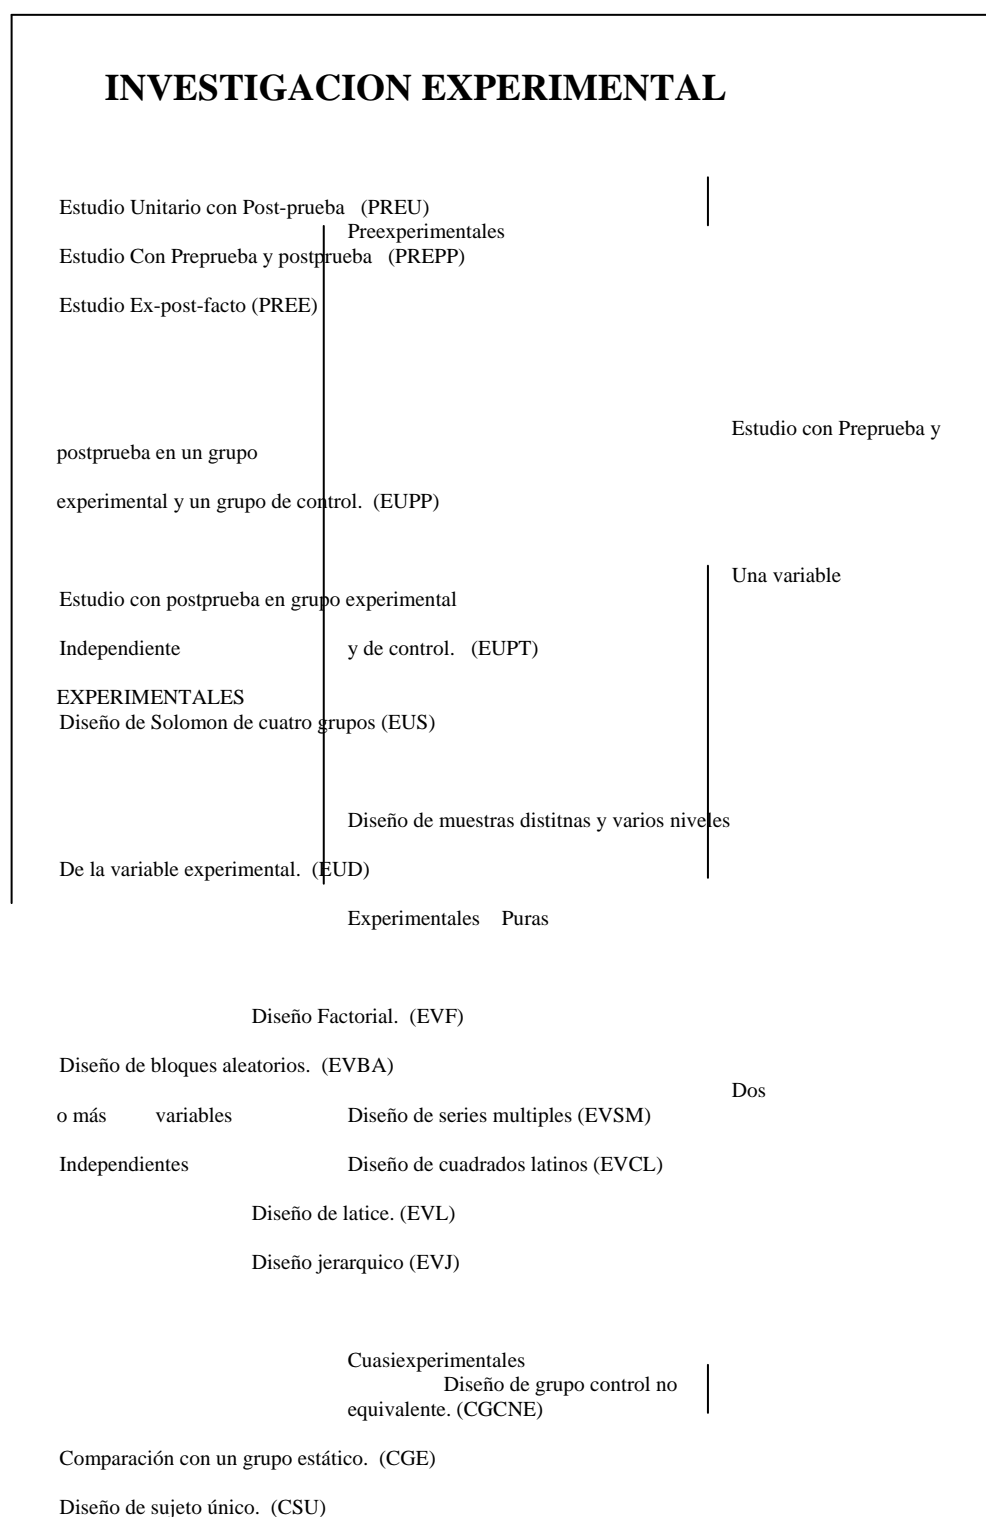 INVESTIGACION EXPERIMENTAL
Estudio Unitario con Post-prueba (PREU)
Preexperimentales
Estudio Con Preprueba y postprueba (PREPP)
Estudio Ex-post-facto (PREE)
Estudio con Preprueba y
postprueba en un grupo
experimental y un grupo de control. (EUPP)
Una variable
Estudio con postprueba en grupo experimental
Independiente y de control. (EUPT)
EXPERIMENTALES
Diseño de Solomon de cuatro grupos (EUS)
Diseño de muestras distitnas y varios niveles
De la variable experimental. (EUD)
Experimentales Puras
Diseño Factorial. (EVF)
Diseño de bloques aleatorios. (EVBA)
Dos
o más variables Diseño de series multiples (EVSM)
Independientes Diseño de cuadrados latinos (EVCL)
Diseño de latice. (EVL)
Diseño jerarquico (EVJ)
Cuasiexperimentales
Diseño de grupo control no
equivalente. (CGCNE)
Comparación con un grupo estático. (CGE)
Diseño de sujeto único. (CSU)